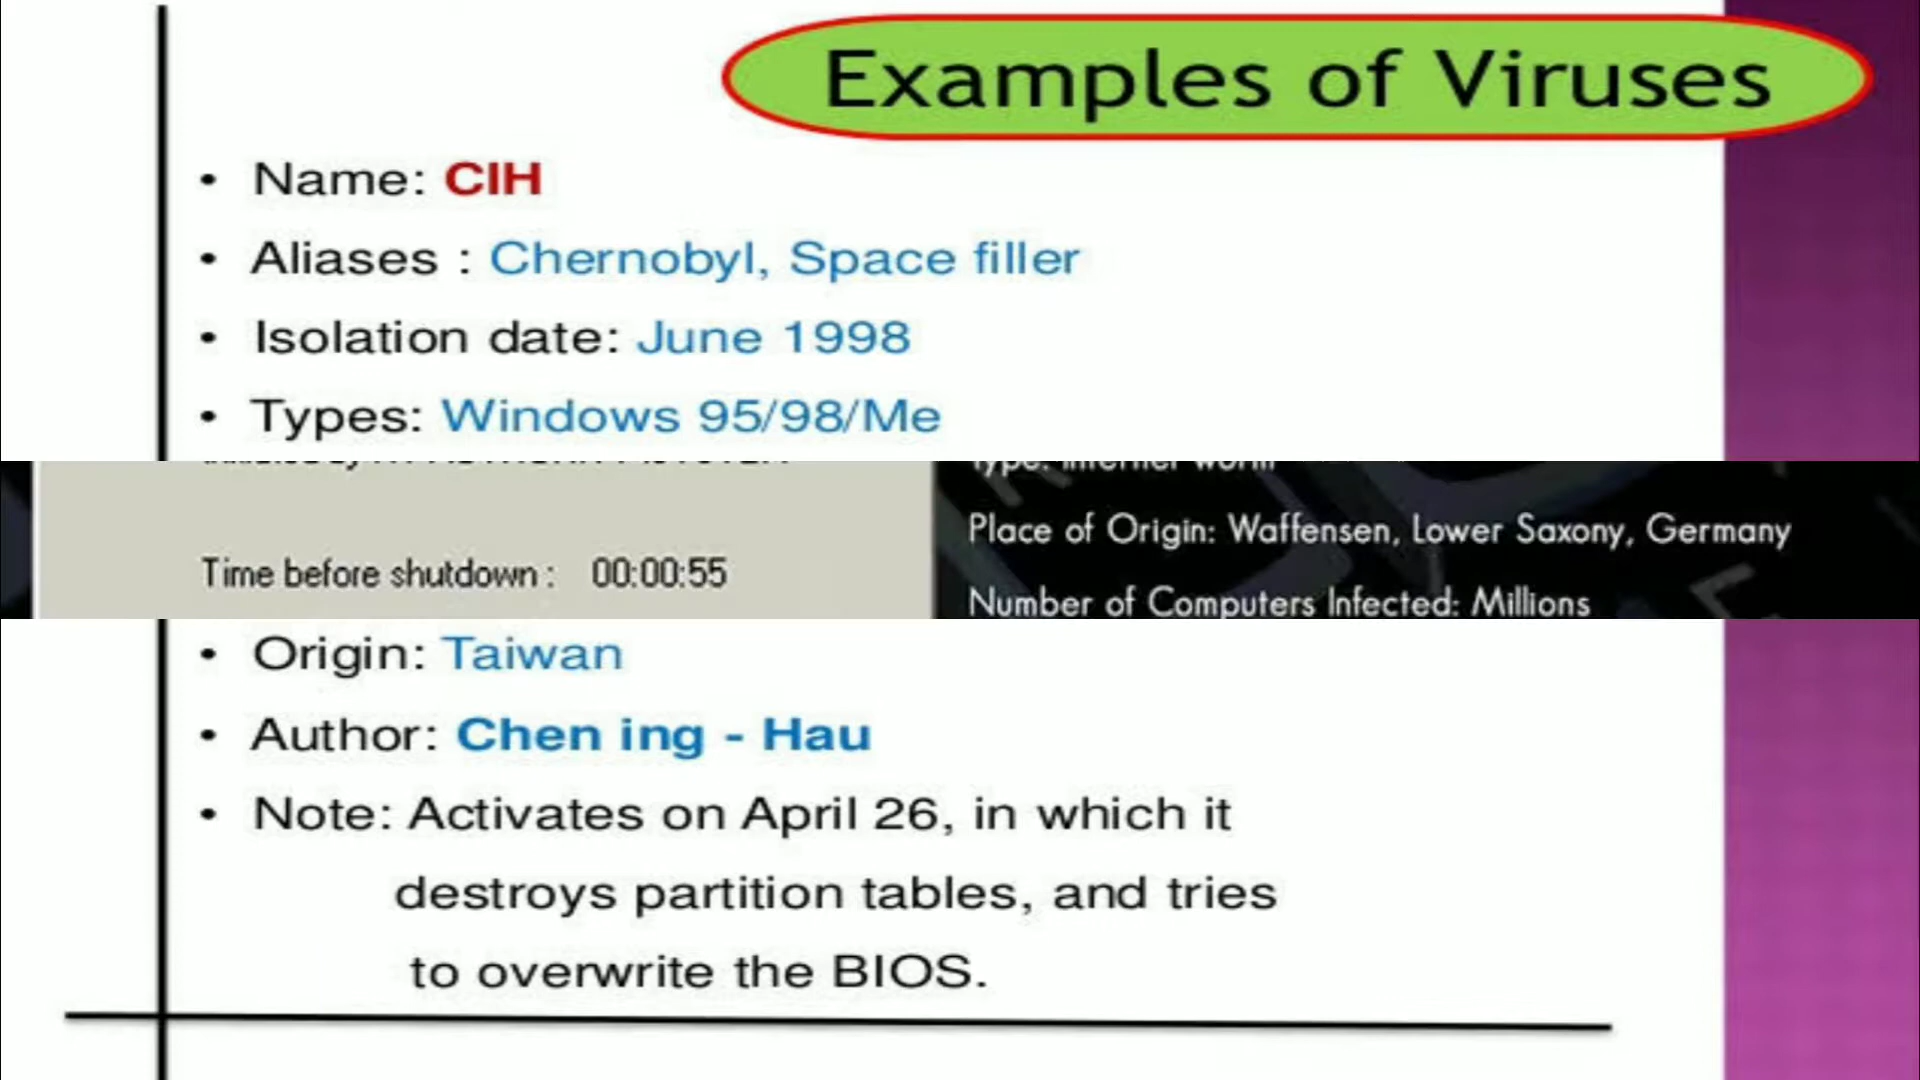 Examples of Viruses
• Name: CIH
• Aliases : Chernobyl, Space filler
• Isolation date: June 1998
• Types: Windows 95/98/Me
Type: Internet worm
Place of Origin: Waffensen, Lower Saxony, Germany
Time before shutdown : 00:00:55
Number of Computers Infected: Millions
• Origin: Taiwan
• Author: Chen ing - Hau
• Note: Activates on April 26, in which it
destroys partition tables, and tries
to overwrite the BIOS.